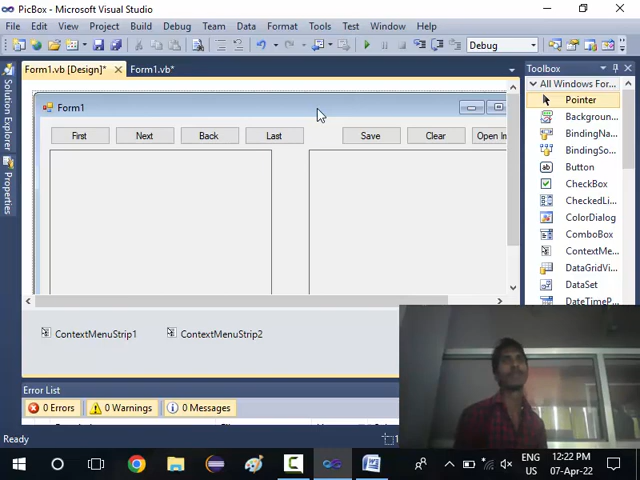 PicBox - Microsoft Visual Studio
File Edit View Project Build Debug Team Data Format Tools Test Window Help
Debug
Form1.vb [Design]* Form1.vb*
Toolbox
Solution Explorer
Properties
Form1
First Next Back Last Save Clear Open In
All Windows For...
Pointer
Backgroun...
BindingNa...
BindingSo...
Button
CheckBox
CheckedLi...
ColorDialog
ComboBox
ContextMe...
DataGridVi...
DataSet
DateTimeP...
ContextMenuStrip1 ContextMenuStrip2
Error List
0 Errors 0 Warnings 0 Messages
Ready
ENG
US
12:22 PM
07-Apr-22